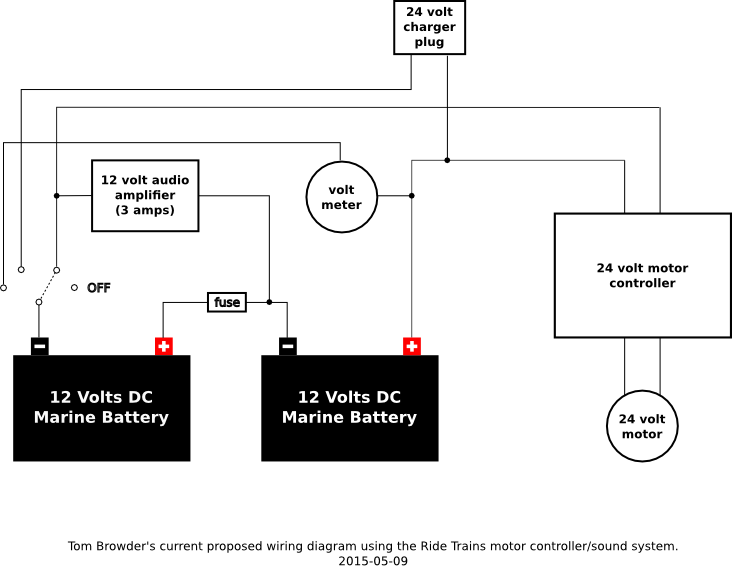 24 volt
charger
plug
12 volt audio
amplifier
(3 amps)
volt
meter
24 volt motor
controller
OFF
fuse
12 Volts DC
Marine Battery
12 Volts DC
Marine Battery
24 volt
motor
Tom Browder's current proposed wiring diagram using the Ride Trains motor controller/sound system.
2015-05-09